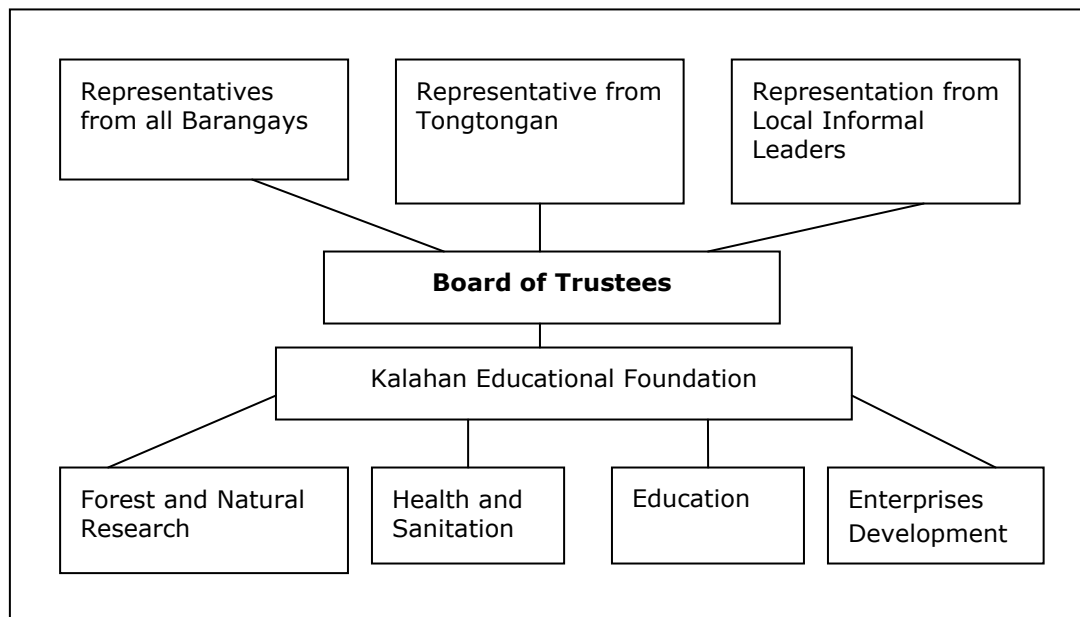 Representatives
from all Barangays
Representative from
Tongtongan
Representation from
Local Informal
Leaders
Board of Trustees
Kalahan Educational Foundation
Forest and Natural
Research
Health and
Sanitation
Education
Enterprises
Development